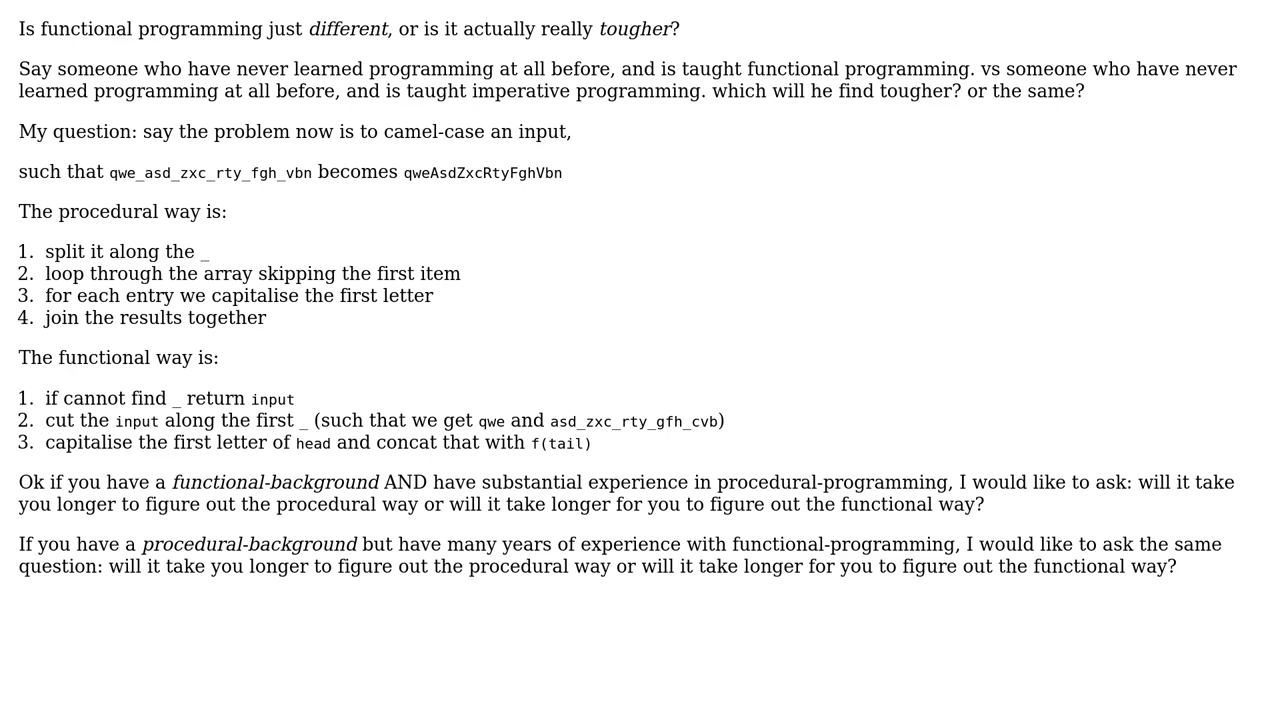 Is functional programming just different, or is it actually really tougher?
Say someone who have never learned programming at all before, and is taught functional programming. vs someone who have never
learned programming at all before, and is taught imperative programming. which will he find tougher? or the same?
My question: say the problem now is to camel-case an input,
such that qwe_asd_zxc_rty_fgh_vbn becomes qweAsdZxcRtyFghVbn
The procedural way is:
1. split it along the _
2. loop through the array skipping the first item
3. for each entry we capitalise the first letter
4. join the results together
The functional way is:
1. if cannot find _ return input
2. cut the input along the first _ (such that we get qwe and asd_zxc_rty_gfh_cvb)
3. capitalise the first letter of head and concat that with f(tail)
Ok if you have a functional-background AND have substantial experience in procedural-programming, I would like to ask: will it take
you longer to figure out the procedural way or will it take longer for you to figure out the functional way?
If you have a procedural-background but have many years of experience with functional-programming, I would like to ask the same
question: will it take you longer to figure out the procedural way or will it take longer for you to figure out the functional way?